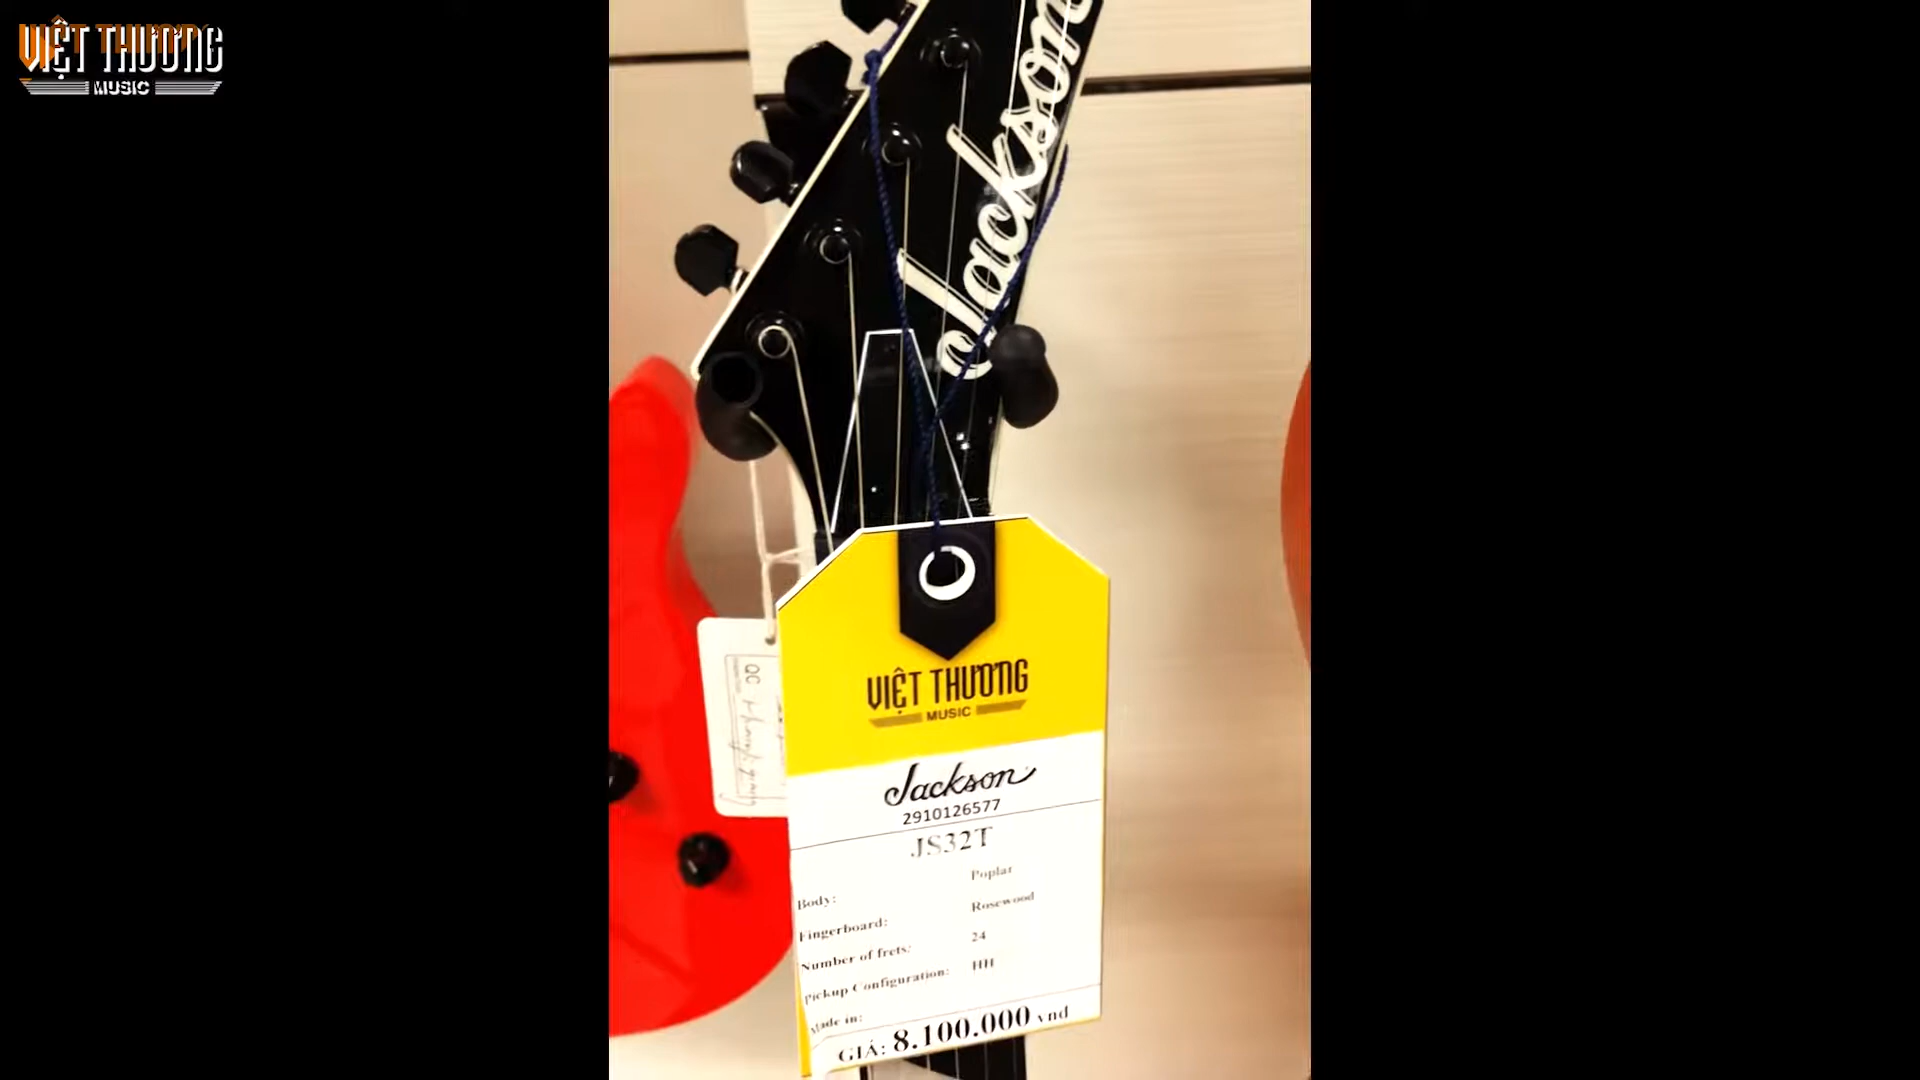 VIỆT THƯƠNG
MUSIC
Jackson
VIỆT THƯƠNG
MUSIC
QC
Jackson
2910126577
JS32T
Body: Poplar
Fingerboard: Rosewood
Number of frets: 24
Pickup Configuration: HH
Made in:
GIÁ: 8.100.000 vnd